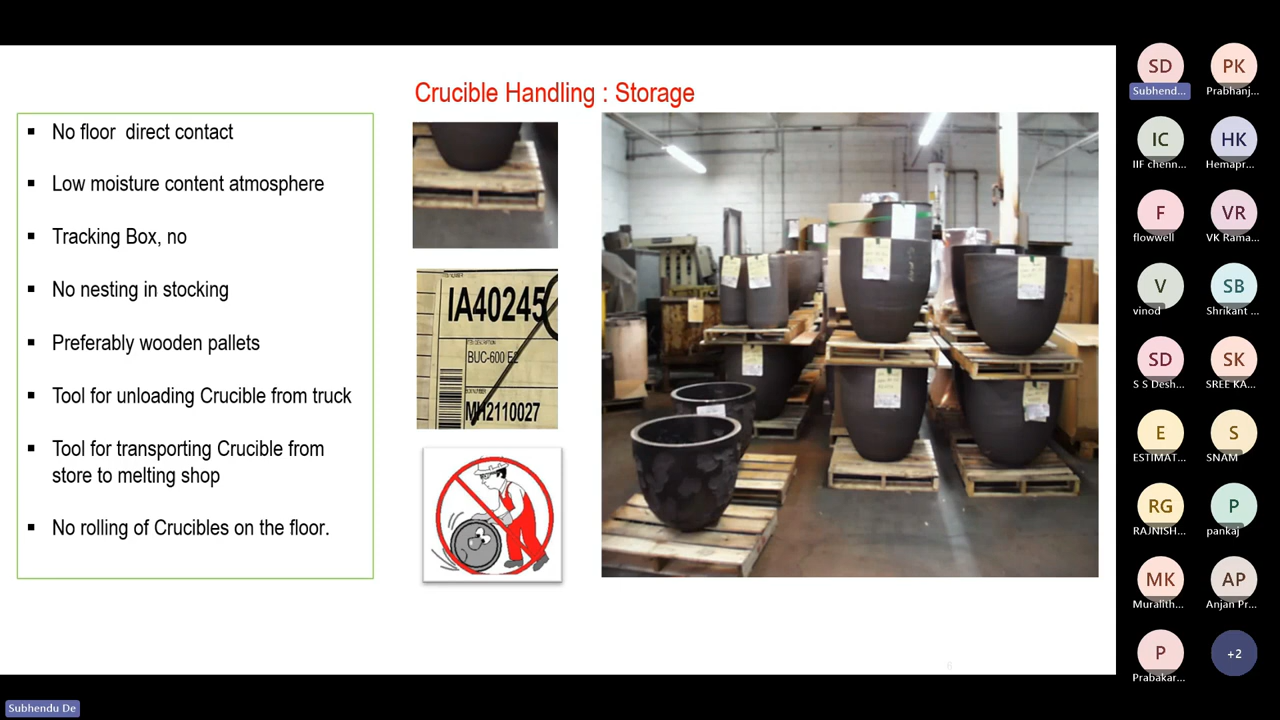 Crucible Handling : Storage
▪ No floor direct contact
▪ Low moisture content atmosphere
▪ Tracking Box, no
▪ No nesting in stocking
▪ Preferably wooden pallets
▪ Tool for unloading Crucible from truck
▪ Tool for transporting Crucible from
store to melting shop
▪ No rolling of Crucibles on the floor.
IA40245
BUC-600 E2
MH2110027
6
SD
Subhend...
PK
Prabhanj...
IC
IIF chenn...
HK
Hemapr...
F
flowwell
VR
VK Rama...
V
vinod
SB
Shrikant ...
SD
S S Desh...
SK
SREE KA...
E
ESTIMAT...
S
SNAM
RG
RAJNISH...
P
pankaj
MK
Muralith...
AP
Anjan Pr...
P
Prabakar...
+2
Subhendu De